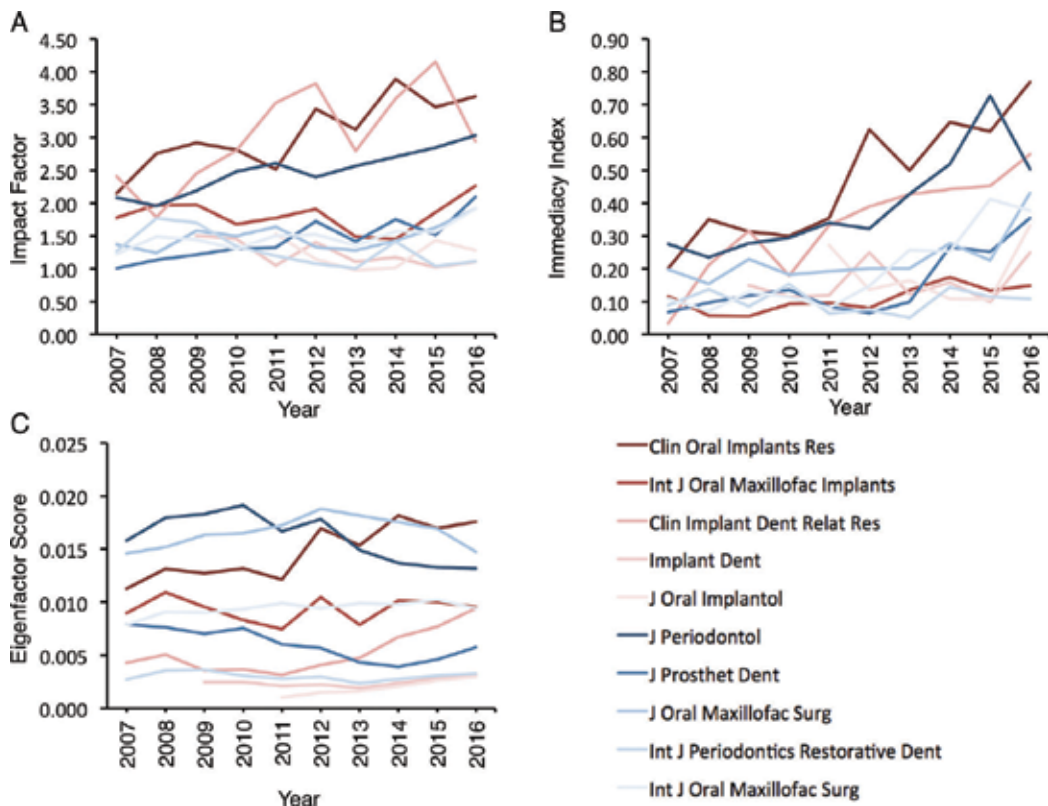 A
4.50
4.00
3.50
3.00
2.50
2.00
1.50
1.00
0.50
0.00
Impact Factor
2007 2008 2009 2010 2011 2012 2013 2014 2015 2016
Year
B
0.90
0.80
0.70
0.60
0.50
0.40
0.30
0.20
0.10
0.00
Immediacy Index
2007 2008 2009 2010 2011 2012 2013 2014 2015 2016
Year
C
0.025
0.020
0.015
0.010
0.005
0.000
Eigenfactor Score
2007 2008 2009 2010 2011 2012 2013 2014 2015 2016
Year
Clin Oral Implants Res
Int J Oral Maxillofac Implants
Clin Implant Dent Relat Res
Implant Dent
J Oral Implantol
J Periodontol
J Prosthet Dent
J Oral Maxillofac Surg
Int J Periodontics Restorative Dent
Int J Oral Maxillofac Surg